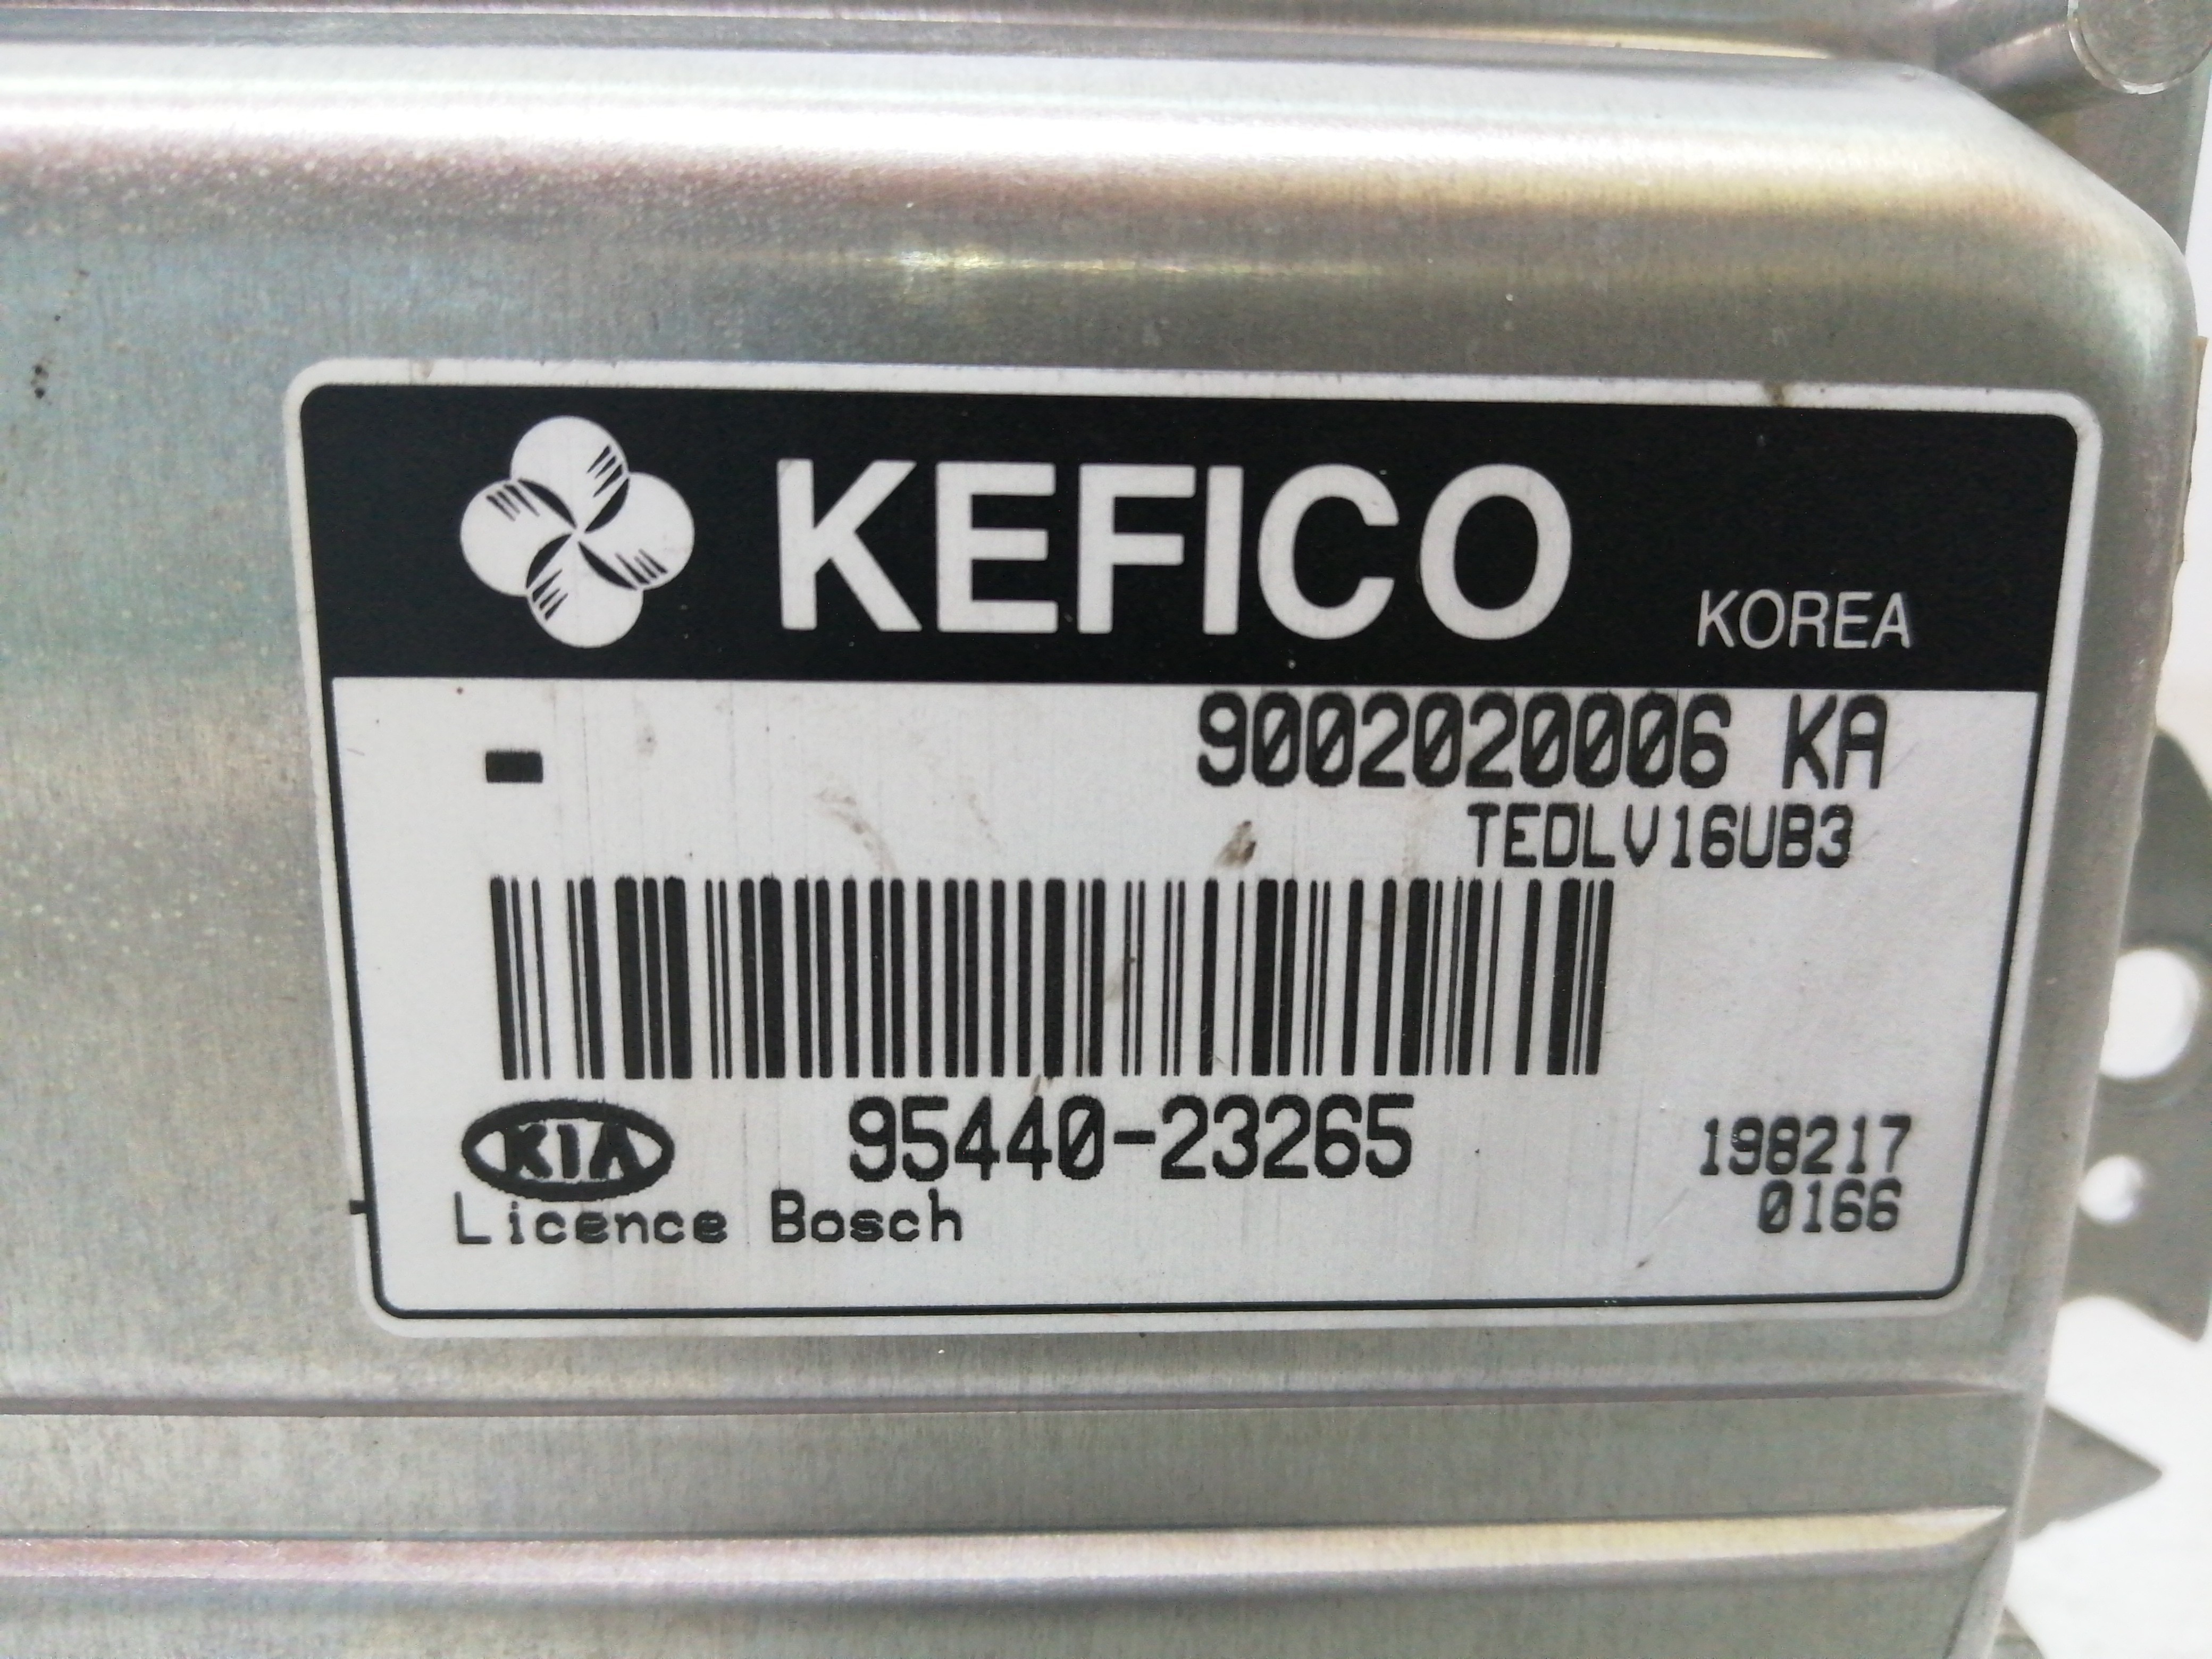 KEFICO KOREA
- 9002020006 KA
TEDLV16UB3
KIA 95440-23265 198217
Licence Bosch 0166